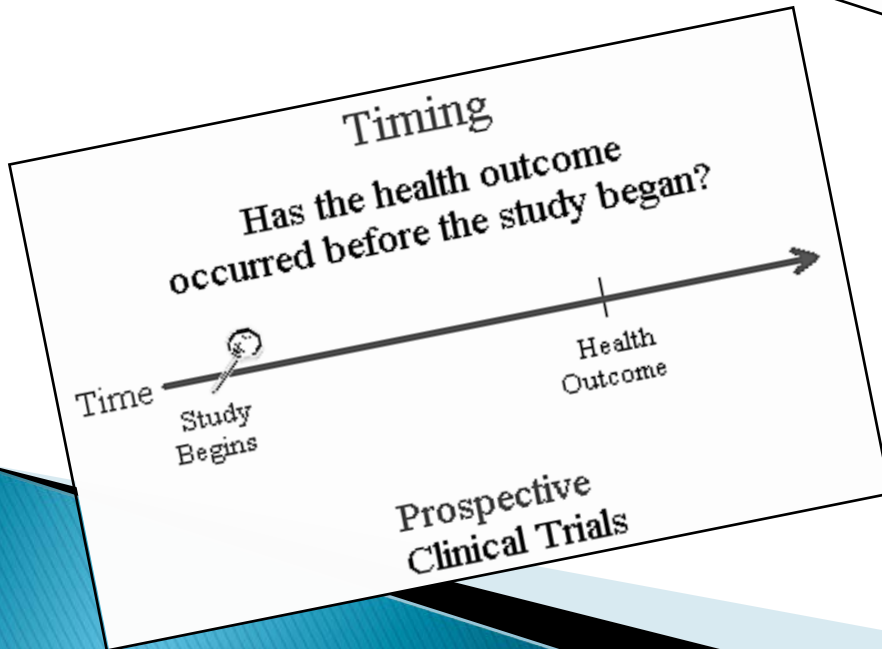 Timing
Has the health outcome
occurred before the study began?
Time
Study
Begins
Health
Outcome
Prospective
Clinical Trials